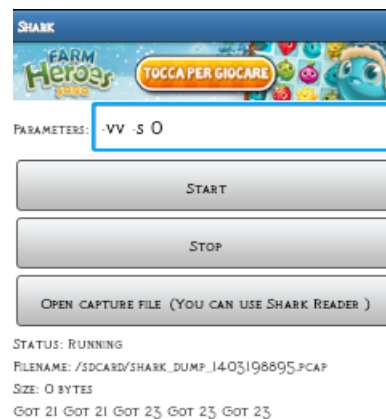 Shark
FARM
Heroes
SAGA
TOCCA PER GIOCARE
Parameters: -vv -s 0
Start
Stop
Open capture file (You can use Shark Reader )
Status: Running
Filename: /sdcard/shark_dump_1403198895.pcap
Size: 0 bytes
Got 21 Got 21 Got 23 Got 23 Got 23